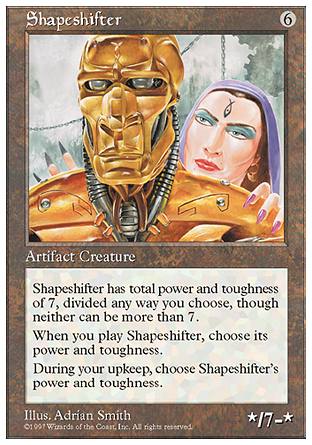 Shapeshifter 6
Artifact Creature
Shapeshifter has total power and toughness
of 7, divided any way you choose, though
neither can be more than 7.
When you play Shapeshifter, choose its
power and toughness.
During your upkeep, choose Shapeshifter's
power and toughness.
Illus. Adrian Smith
©1997 Wizards of the Coast, Inc. All rights reserved.
*/7-*